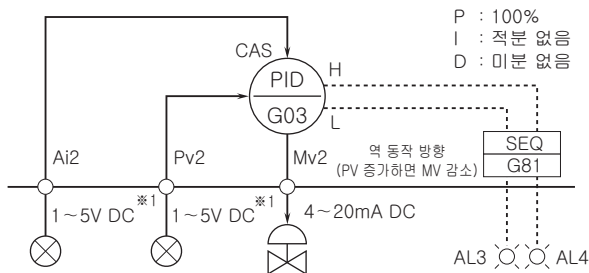 P : 100%
I : 적분 없음
D : 미분 없음
CAS
PID
G03
H
L
Ai2
Pv2
Mv2
역 동작 방향
(PV 증가하면 MV 감소)
SEQ
G81
1~5V DC※1
1~5V DC※1
4~20mA DC
AL3
AL4